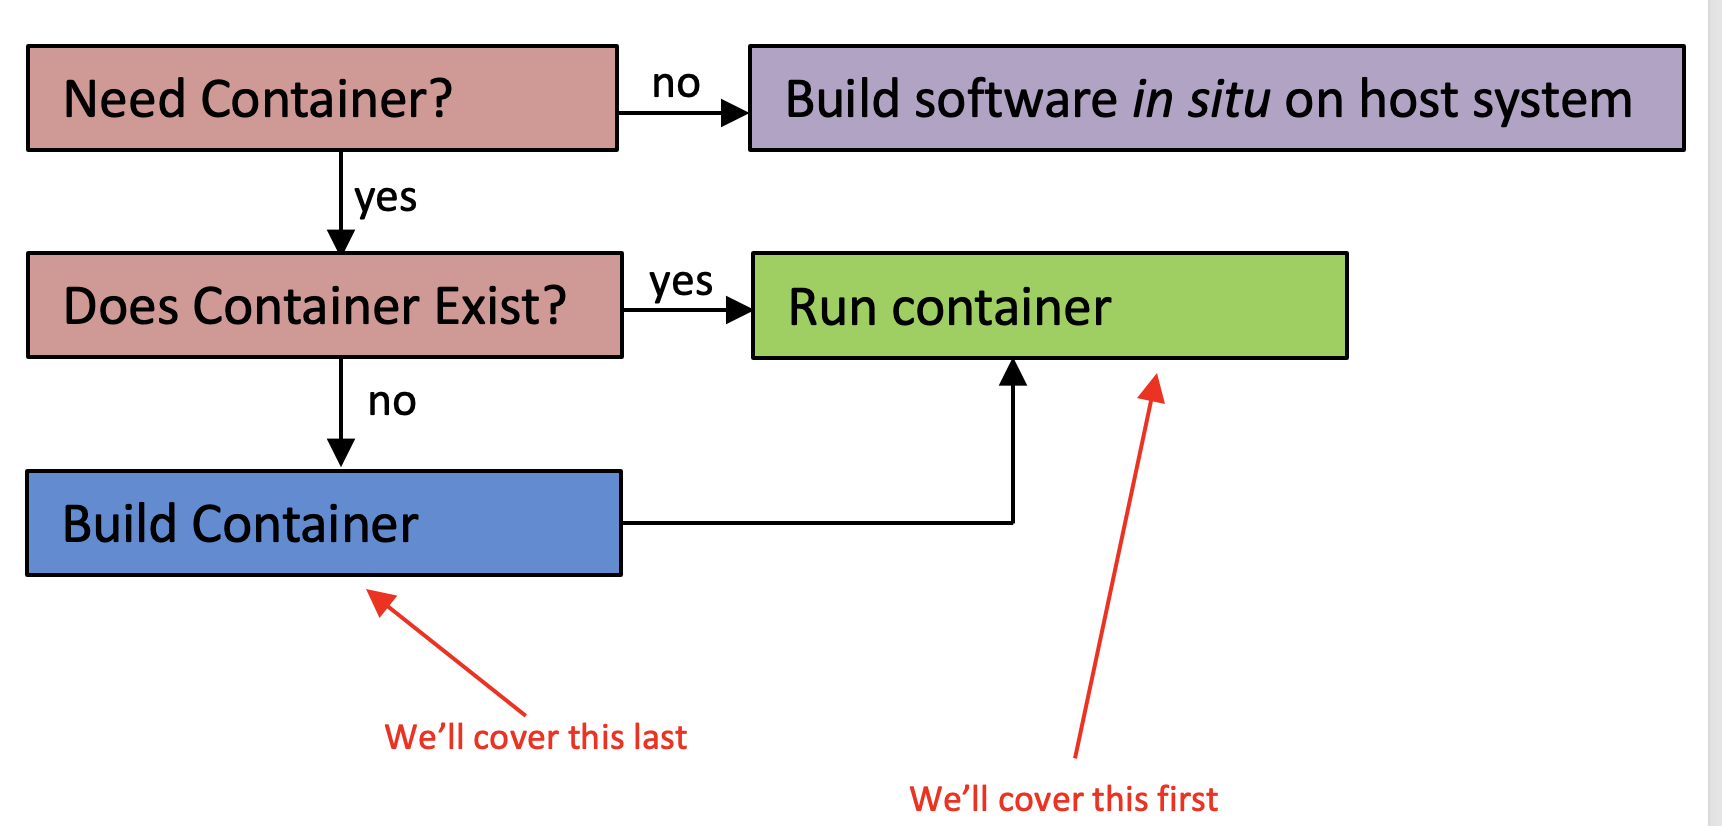 Need Container?
no
Build software in situ on host system
yes
Does Container Exist?
yes
Run container
no
Build Container
We’ll cover this last
We’ll cover this first